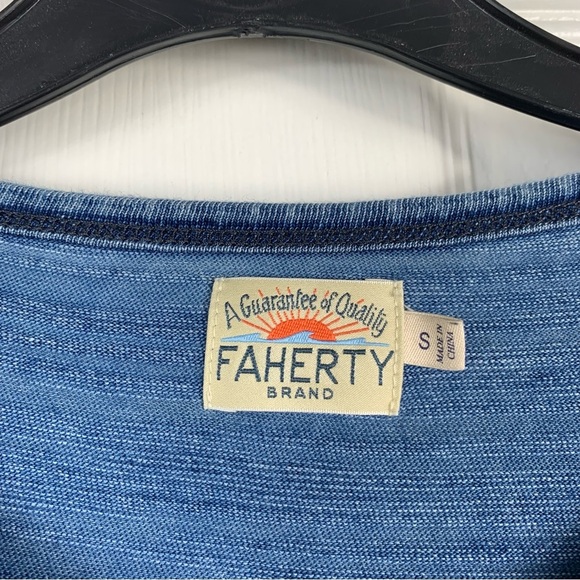 A Guarantee of Quality
FAHERTY
BRAND
S
MADE IN
CHINA